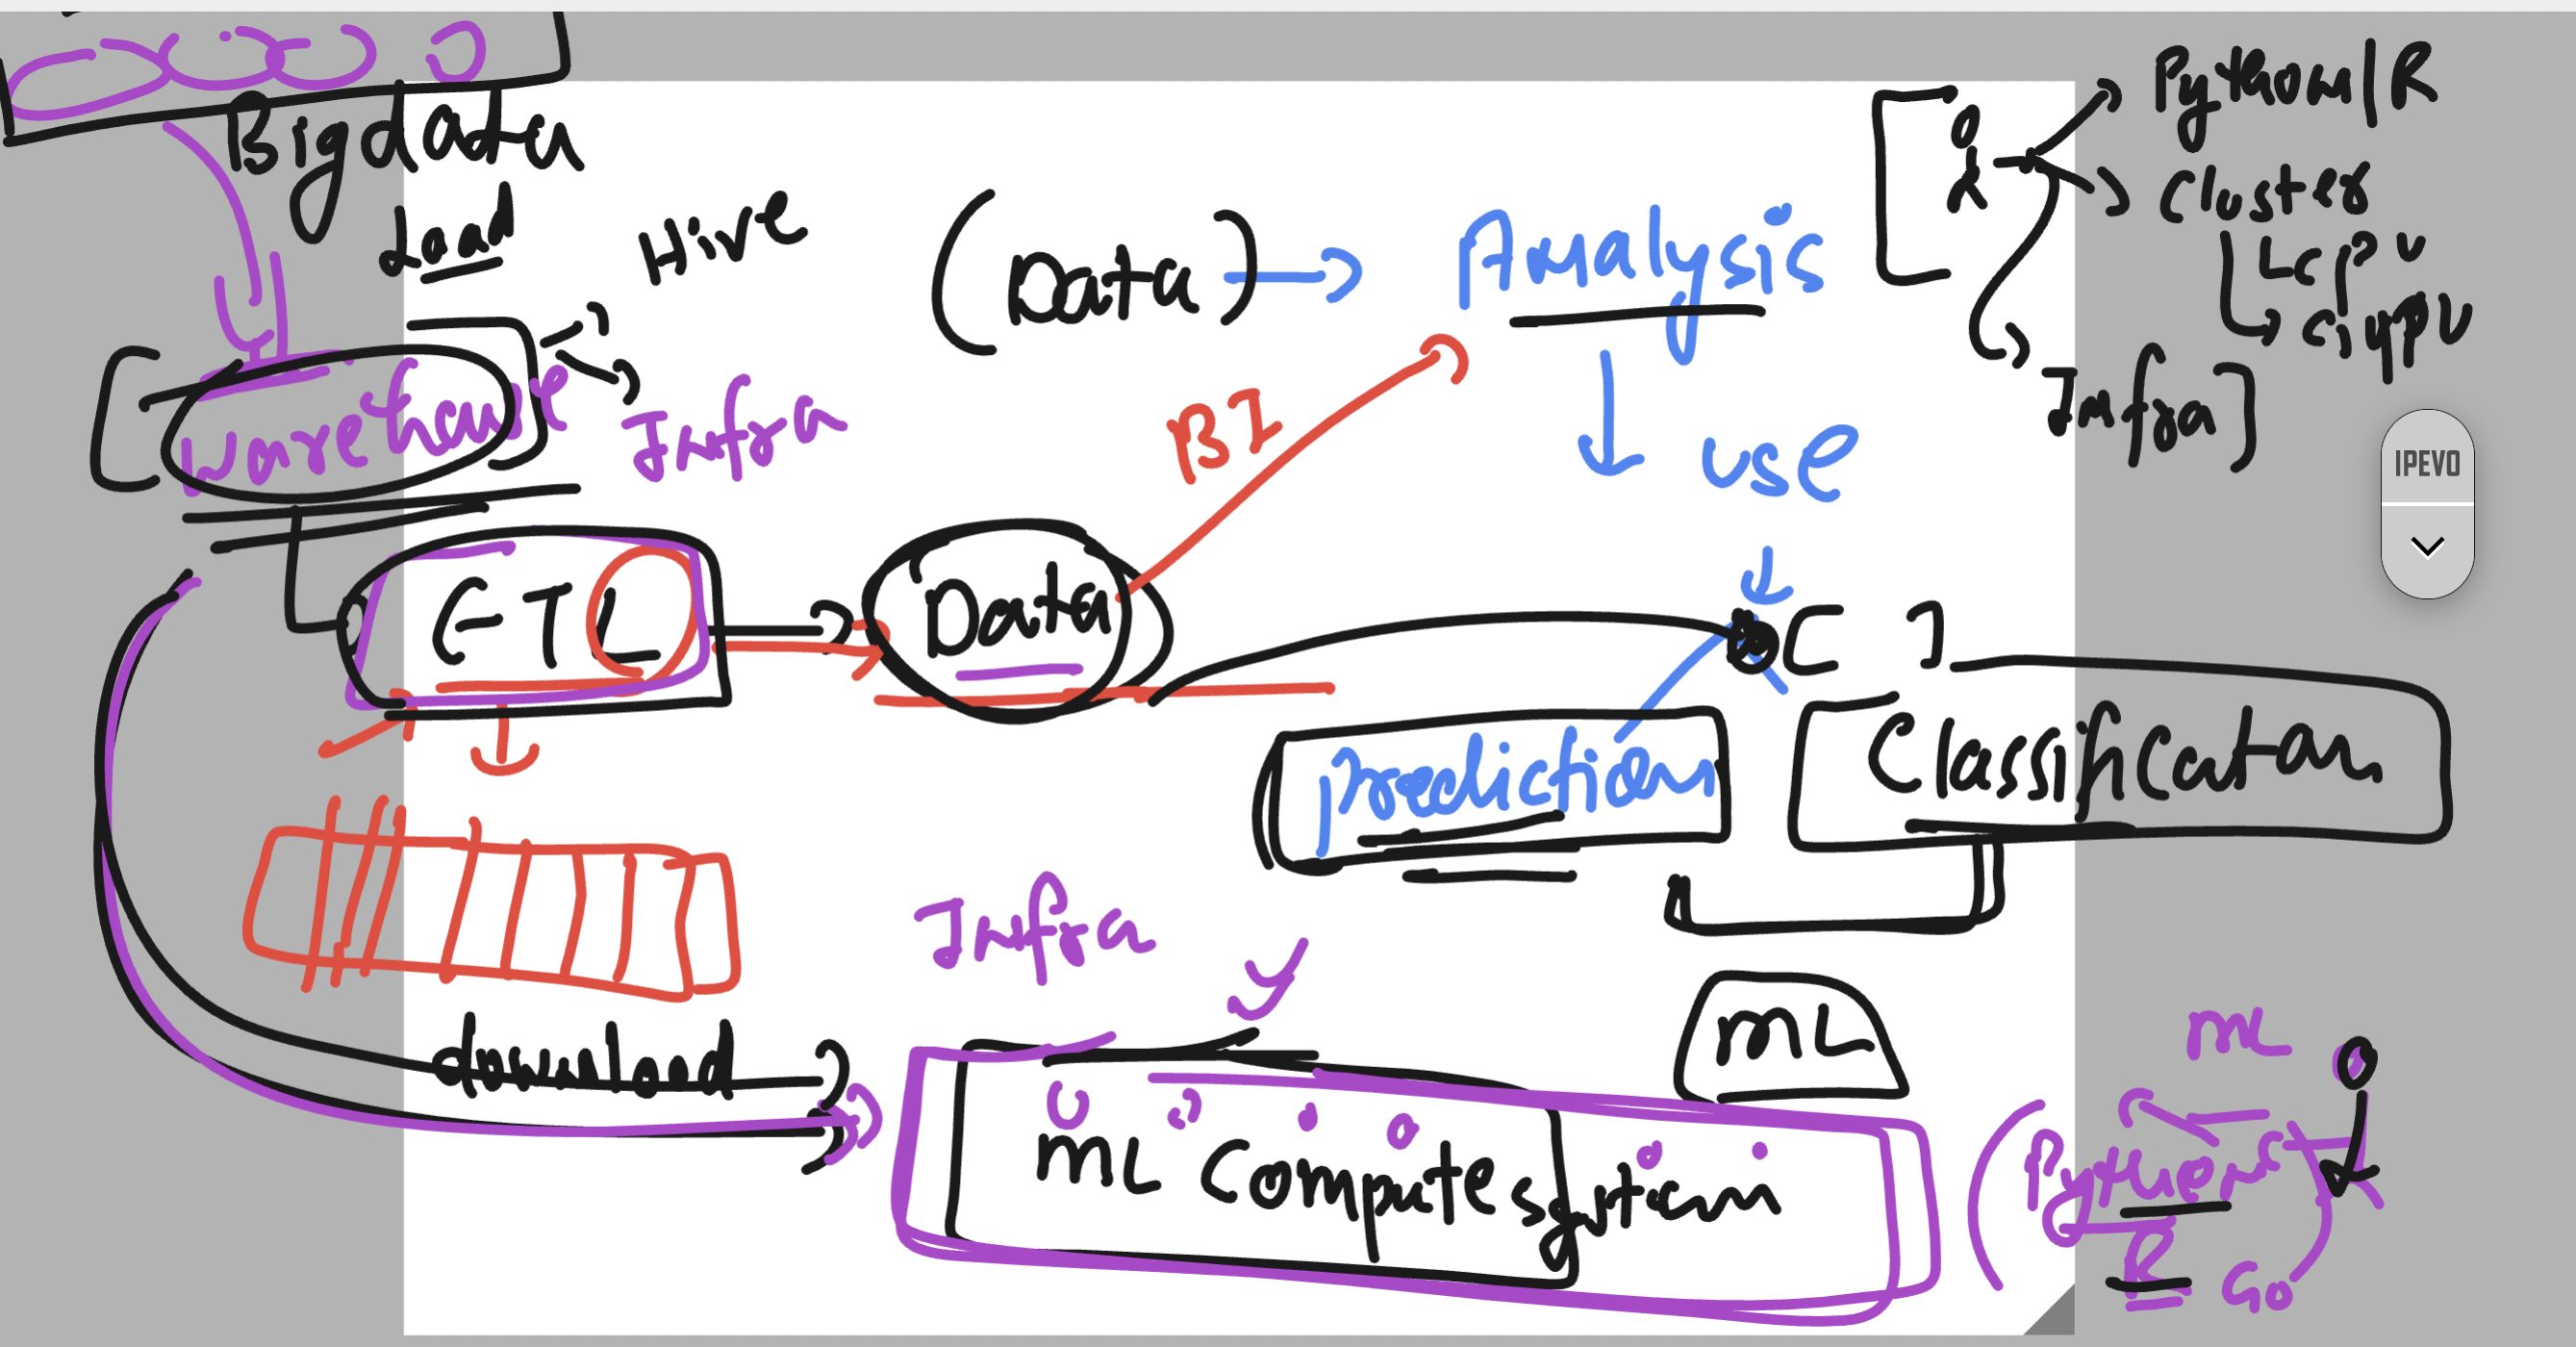 Bigdata
Load
Hive
(Data)
Analysis
Python/R
Cluster
CPU
GPU
Infra
warehouse
Infra
BI
use
IPEVO
ETL
Data
prediction
Classification
Infra
download
ML
ML
ML Compute system
Python
R
Go